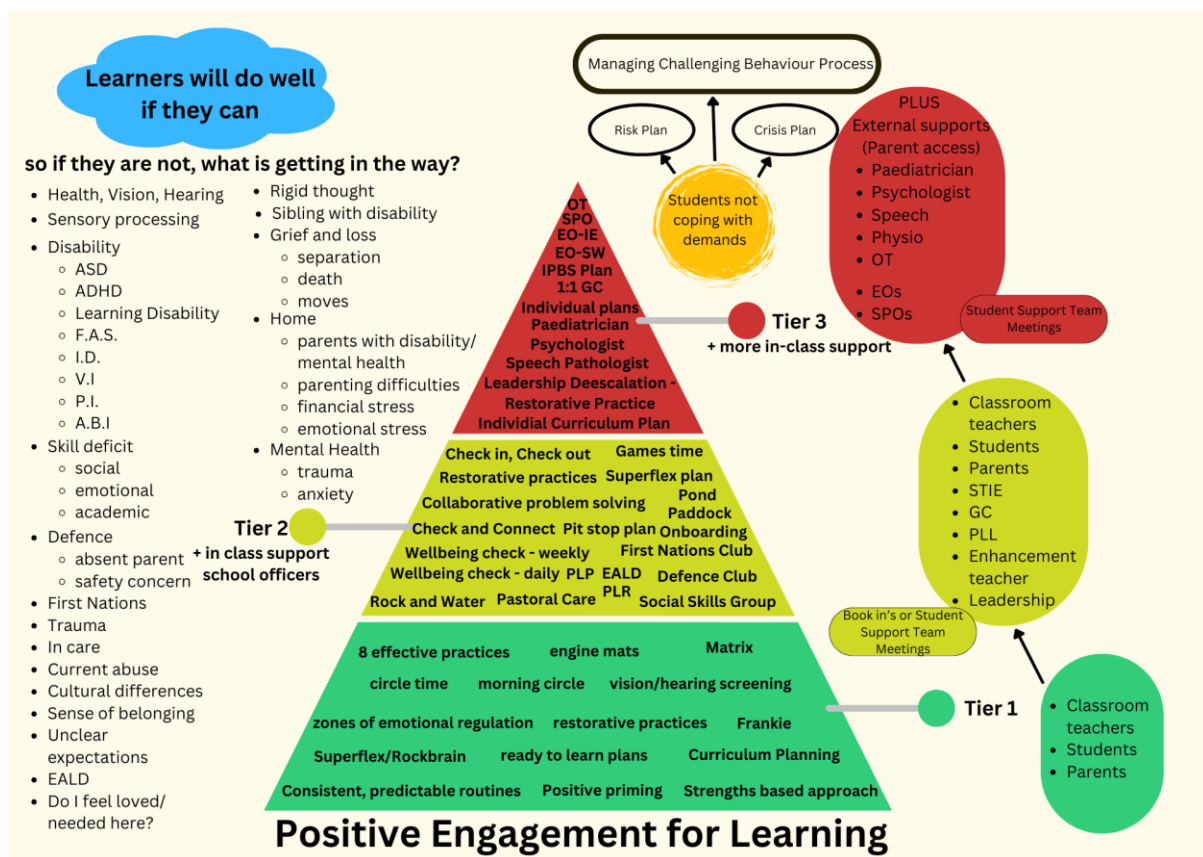 Learners will do well
if they can
so if they are not, what is getting in the way?
• Health, Vision, Hearing
• Sensory processing
• Disability
◦ ASD
◦ ADHD
◦ Learning Disability
◦ F.A.S.
◦ I.D.
◦ V.I
◦ P.I.
◦ A.B.I
• Skill deficit
◦ social
◦ emotional
◦ academic
• Defence
◦ absent parent
◦ safety concern
• First Nations
• Trauma
• In care
• Current abuse
• Cultural differences
• Sense of belonging
• Unclear
expectations
• EALD
• Do I feel loved/
needed here?
• Rigid thought
• Sibling with disability
• Grief and loss
◦ separation
◦ death
◦ moves
• Home
◦ parents with disability/
mental health
◦ parenting difficulties
◦ financial stress
◦ emotional stress
• Mental Health
◦ trauma
◦ anxiety
Managing Challenging Behaviour Process
Risk Plan
Crisis Plan
Students not
coping with
demands
OT
SPO
EO-IE
EO-SW
IPBS Plan
1:1 GC
Individual plans
Paediatrician
Psychologist
Speech Pathologist
Leadership Deescalation -
Restorative Practice
Individial Curriculum Plan
Tier 3
+ more in-class support
PLUS
External supports
(Parent access)
• Paediatrician
• Psychologist
• Speech
• Physio
• OT
• EOs
• SPOs
Student Support Team
Meetings
Tier 2
+ in class support
school officers
Check in, Check out Games time
Restorative practices Superflex plan
Collaborative problem solving Pond
Paddock
Check and Connect Pit stop plan Onboarding
Wellbeing check - weekly First Nations Club
Wellbeing check - daily PLP EALD Defence Club
PLR
Rock and Water Pastoral Care Social Skills Group
• Classroom
teachers
• Students
• Parents
• STIE
• GC
• PLL
• Enhancement
teacher
• Leadership
Book in's or Student
Support Team
Meetings
8 effective practices engine mats Matrix
circle time morning circle vision/hearing screening
zones of emotional regulation restorative practices Frankie
Superflex/Rockbrain ready to learn plans Curriculum Planning
Consistent, predictable routines Positive priming Strengths based approach
Tier 1
• Classroom
teachers
• Students
• Parents
Positive Engagement for Learning